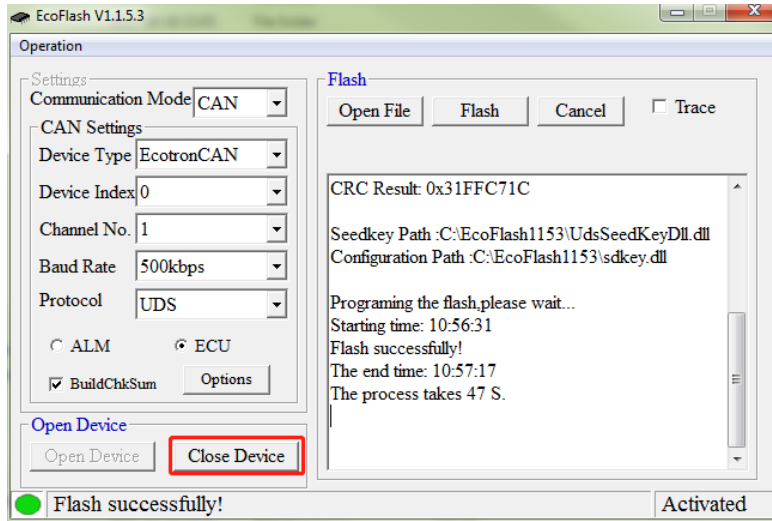 EcoFlash V1.1.5.3
Operation
Settings
Communication Mode CAN
CAN Settings
Device Type EcotronCAN
Device Index 0
Channel No. 1
Baud Rate 500kbps
Protocol UDS
ALM ECU
BuildChkSum Options
Open Device
Open Device Close Device
Flash
Open File Flash Cancel Trace
CRC Result: 0x31FFC71C
Seedkey Path :C:\EcoFlash1153\UdsSeedKeyDll.dll
Configuration Path :C:\EcoFlash1153\sdkey.dll
Programing the flash,please wait...
Starting time: 10:56:31
Flash successfully!
The end time: 10:57:17
The process takes 47 S.
Flash successfully! Activated